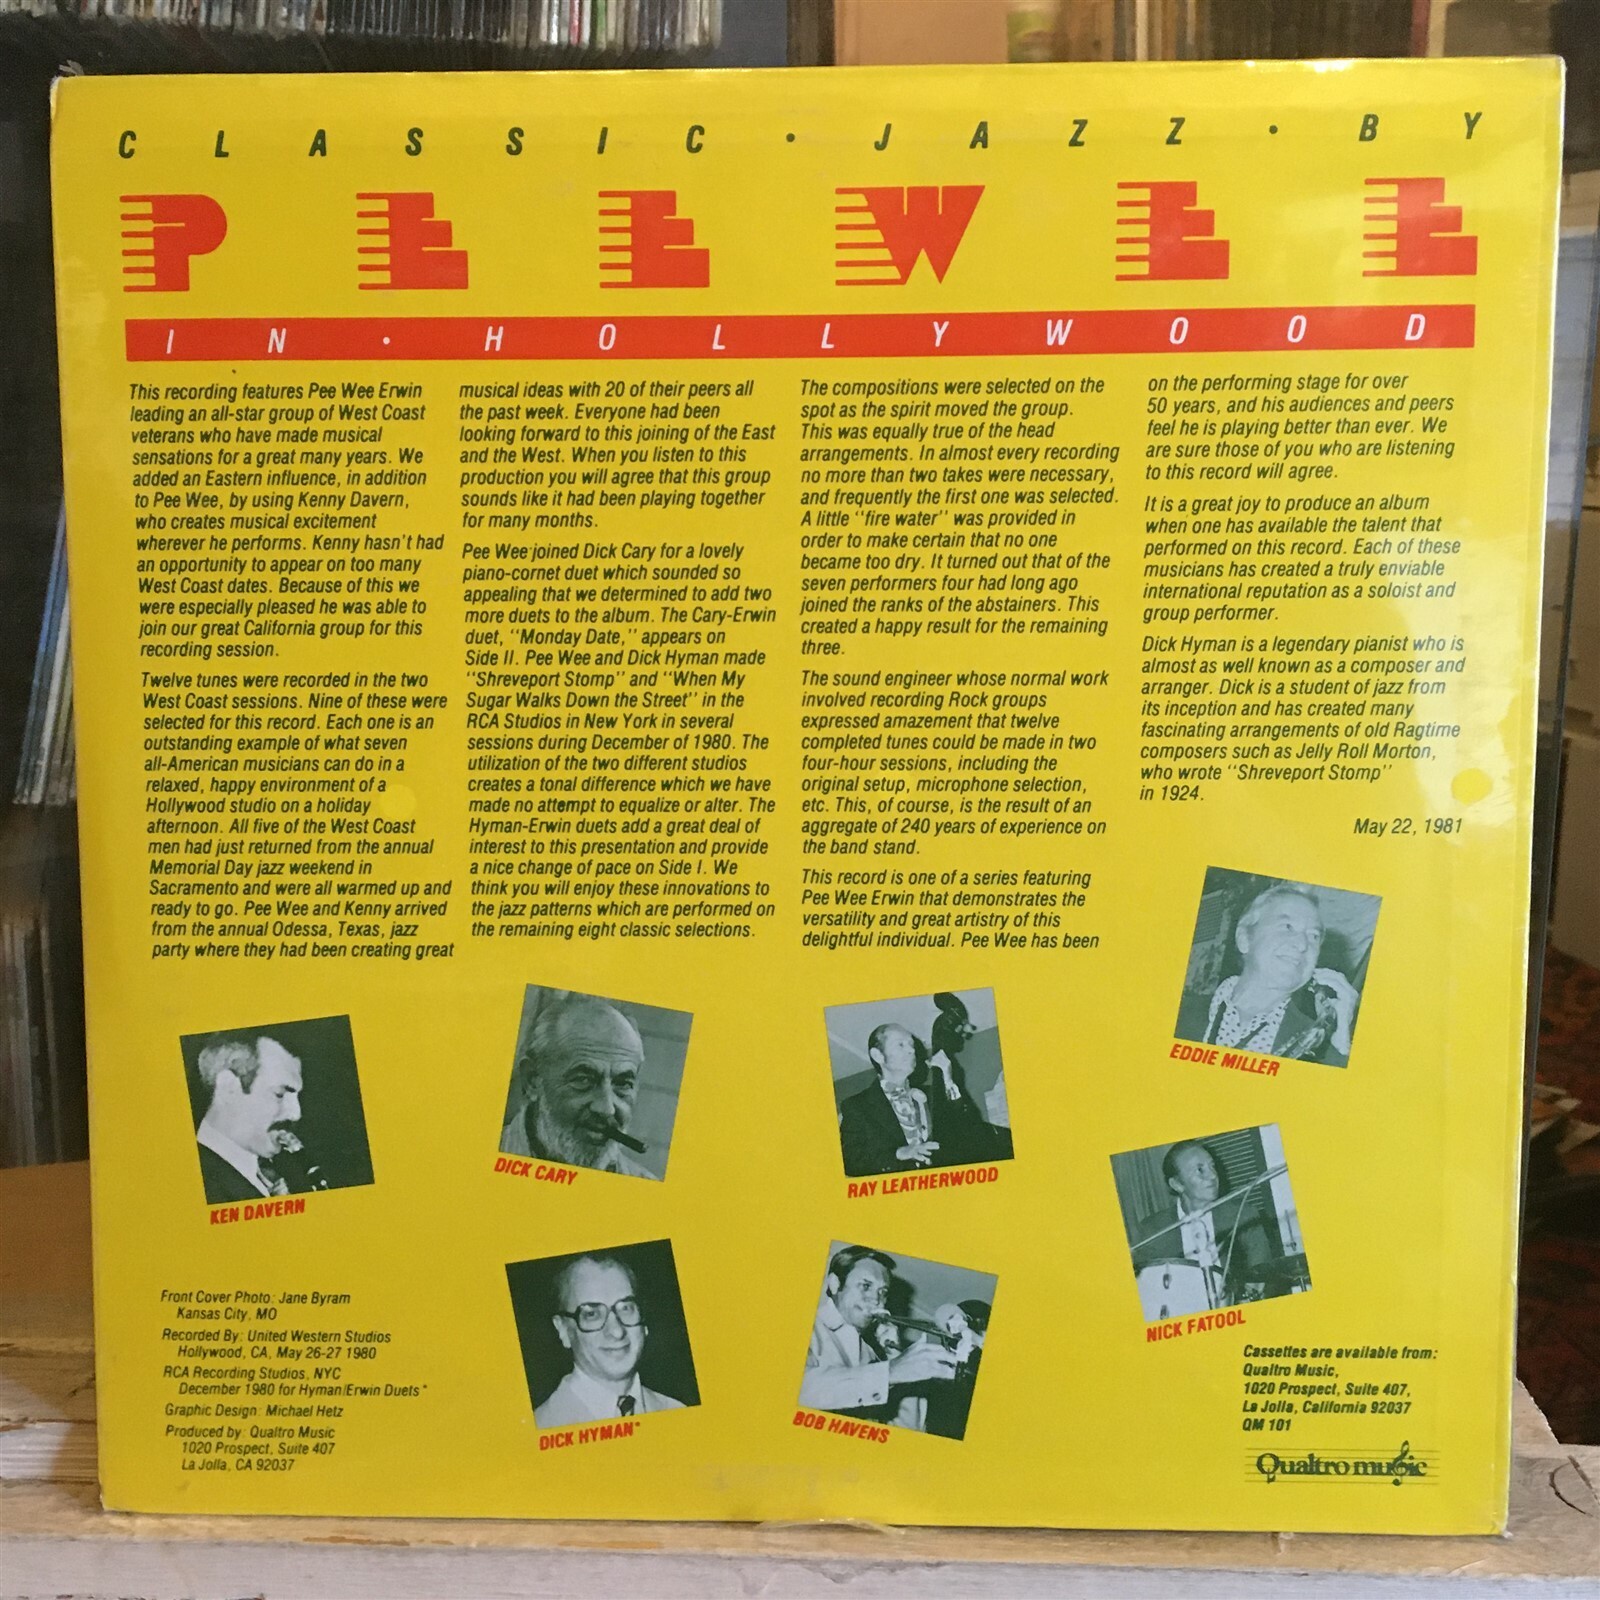 CLASSIC • JAZZ • BY
PEE WEE
IN • HOLLYWOOD
This recording features Pee Wee Erwin
leading an all-star group of West Coast
veterans who have made musical
sensations for a great many years. We
added an Eastern influence, in addition
to Pee Wee, by using Kenny Davern,
who creates musical excitement
wherever he performs. Kenny hasn't had
an opportunity to appear on too many
West Coast dates. Because of this we
were especially pleased he was able to
join our great California group for this
recording session.
Twelve tunes were recorded in the two
West Coast sessions. Nine of these were
selected for this record. Each one is an
outstanding example of what seven
all-American musicians can do in a
relaxed, happy environment of a
Hollywood studio on a holiday
afternoon. All five of the West Coast
men had just returned from the annual
Memorial Day jazz weekend in
Sacramento and were all warmed up and
ready to go. Pee Wee and Kenny arrived
from the annual Odessa, Texas, jazz
party where they had been creating great
musical ideas with 20 of their peers all
the past week. Everyone had been
looking forward to this joining of the East
and the West. When you listen to this
production you will agree that this group
sounds like it had been playing together
for many months.
Pee Wee joined Dick Cary for a lovely
piano-cornet duet which sounded so
appealing that we determined to add two
more duets to the album. The Cary-Erwin
duet, "Monday Date," appears on
Side II. Pee Wee and Dick Hyman made
"Shreveport Stomp" and "When My
Sugar Walks Down the Street" in the
RCA Studios in New York in several
sessions during December of 1980. The
utilization of the two different studios
creates a tonal difference which we have
made no attempt to equalize or alter. The
Hyman-Erwin duets add a great deal of
interest to this presentation and provide
a nice change of pace on Side I. We
think you will enjoy these innovations to
the jazz patterns which are performed on
the remaining eight classic selections.
The compositions were selected on the
spot as the spirit moved the group.
This was equally true of the head
arrangements. In almost every recording
no more than two takes were necessary,
and frequently the first one was selected.
A little "fire water" was provided in
order to make certain that no one
became too dry. It turned out that of the
seven performers four had long ago
joined the ranks of the abstainers. This
created a happy result for the remaining
three.
The sound engineer whose normal work
involved recording Rock groups
expressed amazement that twelve
completed tunes could be made in two
four-hour sessions, including the
original setup, microphone selection,
etc. This, of course, is the result of an
aggregate of 240 years of experience on
the band stand.
This record is one of a series featuring
Pee Wee Erwin that demonstrates the
versatility and great artistry of this
delightful individual. Pee Wee has been
on the performing stage for over
50 years, and his audiences and peers
feel he is playing better than ever. We
are sure those of you who are listening
to this record will agree.
It is a great joy to produce an album
when one has available the talent that
performed on this record. Each of these
musicians has created a truly enviable
international reputation as a soloist and
group performer.
Dick Hyman is a legendary pianist who is
almost as well known as a composer and
arranger. Dick is a student of jazz from
its inception and has created many
fascinating arrangements of old Ragtime
composers such as Jelly Roll Morton,
who wrote "Shreveport Stomp"
in 1924.
May 22, 1981
KEN DAVERN
DICK CARY
RAY LEATHERWOOD
EDDIE MILLER
DICK HYMAN*
BOB HAVENS
NICK FATOOL
Front Cover Photo: Jane Byram
Kansas City, MO
Recorded By: United Western Studios
Hollywood, CA, May 26-27 1980
RCA Recording Studios, NYC
December 1980 for Hyman/Erwin Duets*
Graphic Design: Michael Hetz
Produced by: Qualtro Music
1020 Prospect, Suite 407
La Jolla, CA 92037
Cassettes are available from:
Qualtro Music,
1020 Prospect, Suite 407,
La Jolla, California 92037
QM 101
Qualtro music